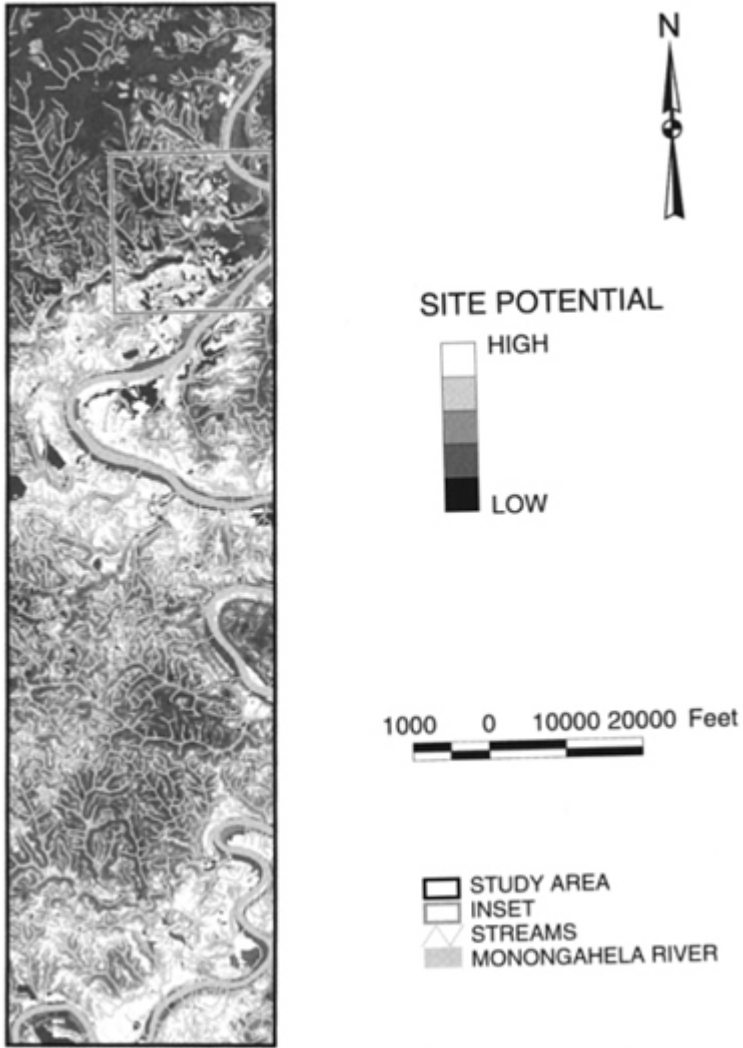 N
SITE POTENTIAL
HIGH
LOW
1000 0 10000 20000 Feet
STUDY AREA
INSET
STREAMS
MONONGAHELA RIVER